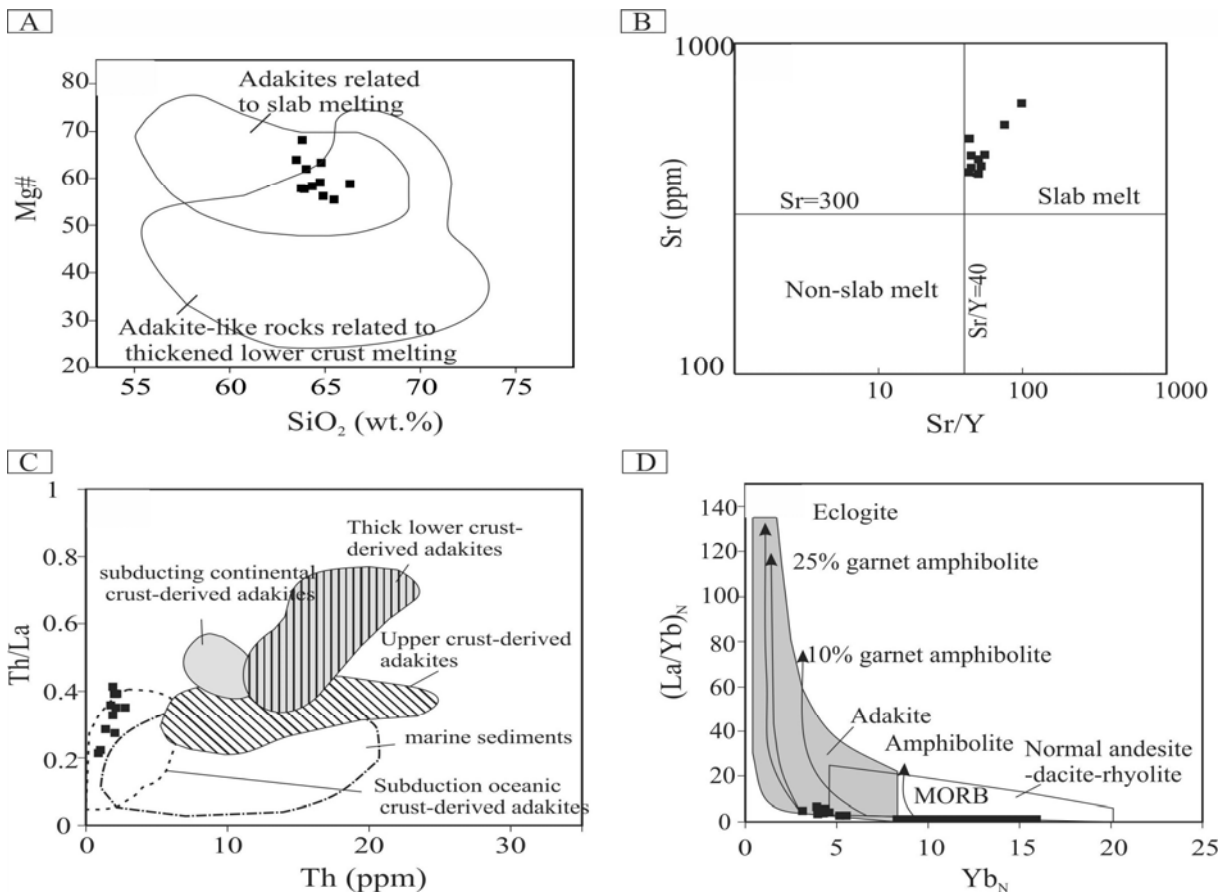 A
80
70
60
50
40
30
20
Mg#
Adakites related
to slab melting
Adakite-like rocks related to
thickened lower crust melting
55
60
65
70
75
SiO₂ (wt.%)
B
1000
100
Sr (ppm)
Sr=300
Slab melt
Non-slab melt
Sr/Y=40
10
100
1000
Sr/Y
C
1
0.8
0.6
0.4
0.2
0
Th/La
Thick lower crust-
derived adakites
subducting continental
crust-derived adakites
Upper crust-derived
adakites
marine sediments
Subduction oceanic
crust-derived adakites
0
10
20
30
Th (ppm)
D
140
120
100
80
60
40
20
0
(La/Yb)N
Eclogite
25% garnet amphibolite
10% garnet amphibolite
Adakite
Amphibolite
Normal andesite
-dacite-rhyolite
MORB
0
5
10
15
20
25
YbN